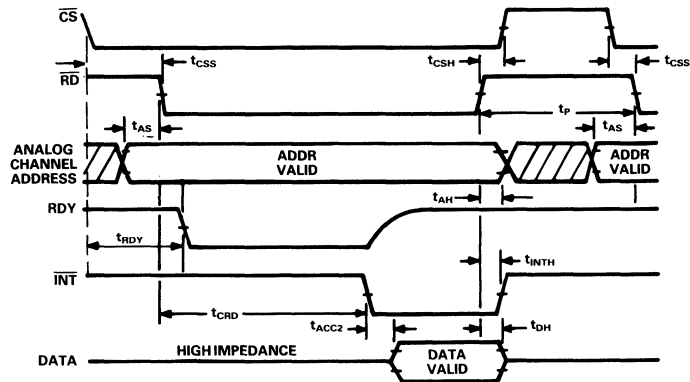 CS
tCSS
tCSH
tCSS
RD
tP
tAS
tAS
ANALOG
CHANNEL
ADDRESS
ADDR
VALID
ADDR
VALID
tAH
RDY
tRDY
tINTH
INT
tCRD
tACC2
tDH
HIGH IMPEDANCE
DATA
DATA
VALID